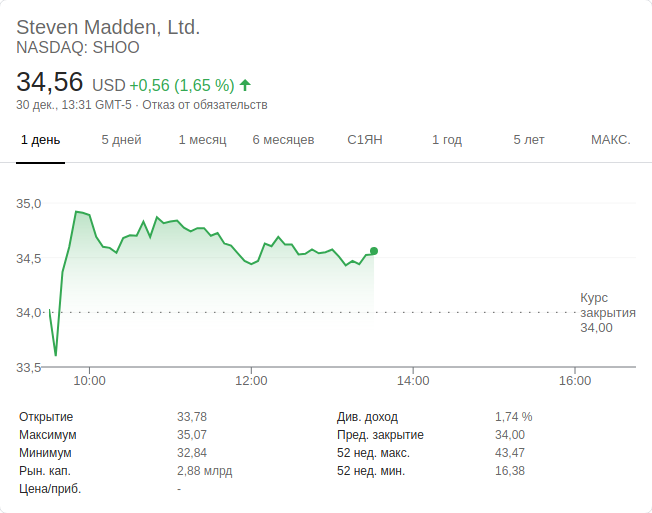 Steven Madden, Ltd.
NASDAQ: SHOO
34,56 USD +0,56 (1,65 %)
30 дек., 13:31 GMT-5 · Отказ от обязательств
1 день 5 дней 1 месяц 6 месяцев С1ЯН 1 год 5 лет МАКС.
35,0
34,5
34,0
33,5
Курс
закрытия
34,00
10:00 12:00 14:00 16:00
Открытие 33,78 Див. доход 1,74 %
Максимум 35,07 Пред. закрытие 34,00
Минимум 32,84 52 нед. макс. 43,47
Рын. кап. 2,88 млрд 52 нед. мин. 16,38
Цена/приб. -